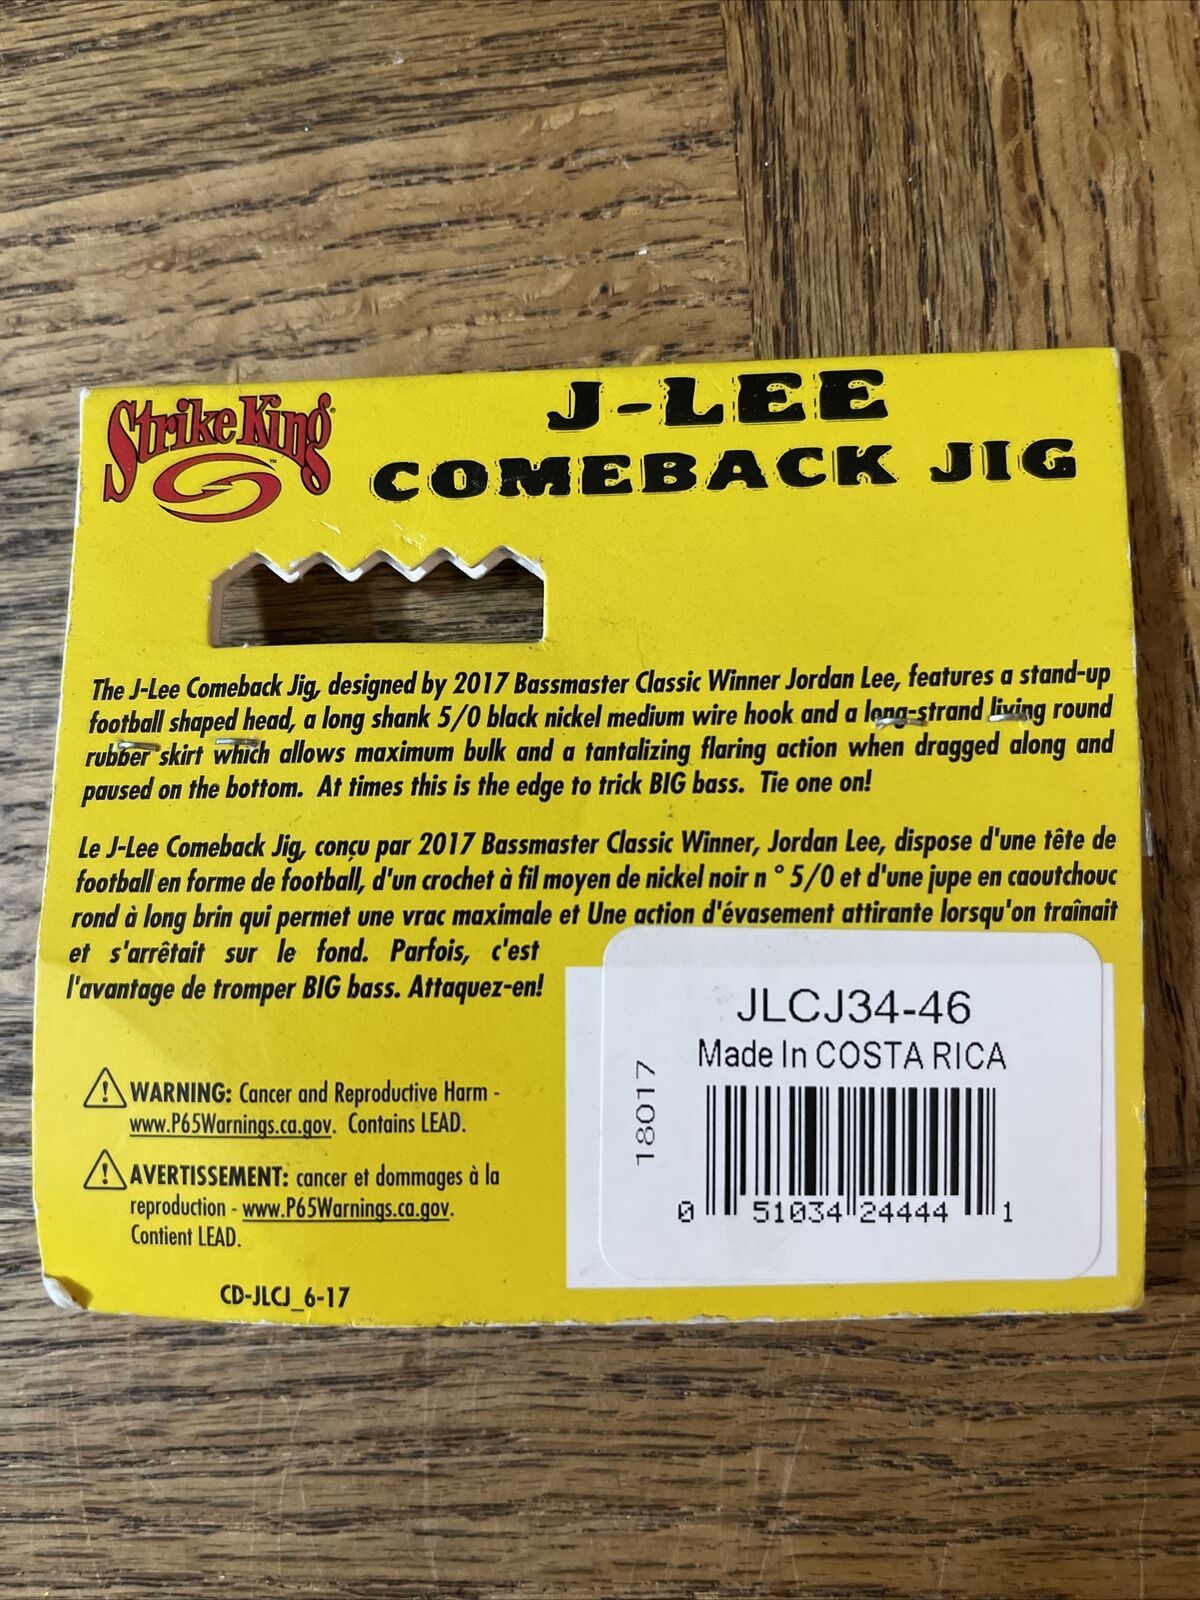 Strike King
J-LEE
COMEBACK JIG
The J-Lee Comeback Jig, designed by 2017 Bassmaster Classic Winner Jordan Lee, features a stand-up
football shaped head, a long shank 5/0 black nickel medium wire hook and a long-strand living round
rubber skirt which allows maximum bulk and a tantalizing flaring action when dragged along and
paused on the bottom. At times this is the edge to trick BIG bass. Tie one on!
Le J-Lee Comeback Jig, conçu par 2017 Bassmaster Classic Winner, Jordan Lee, dispose d'une tête de
football en forme de football, d'un crochet à fil moyen de nickel noir n ° 5/0 et d'une jupe en caoutchouc
rond à long brin qui permet une vrac maximale et Une action d'évasement attirante lorsqu'on traînait
et s'arrêtait sur le fond. Parfois, c'est
l'avantage de tromper BIG bass. Attaquez-en!
WARNING: Cancer and Reproductive Harm -
www.P65Warnings.ca.gov. Contains LEAD.
AVERTISSEMENT: cancer et dommages à la
reproduction - www.P65Warnings.ca.gov.
Contient LEAD.
CD-JLCJ_6-17
JLCJ34-46
Made In COSTA RICA
18017
0 51034 24444 1